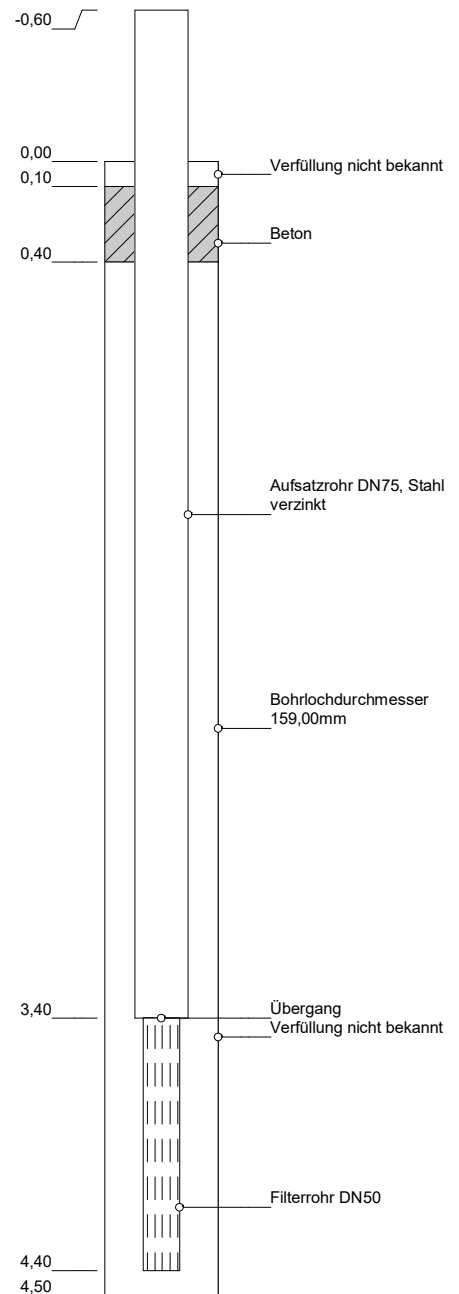 -0,60
0,00
Verfüllung nicht bekannt
0,10
Beton
0,40
Aufsatzrohr DN75, Stahl
verzinkt
Bohrlochdurchmesser
159,00mm
3,40
Übergang
Verfüllung nicht bekannt
Filterrohr DN50
4,40
4,50